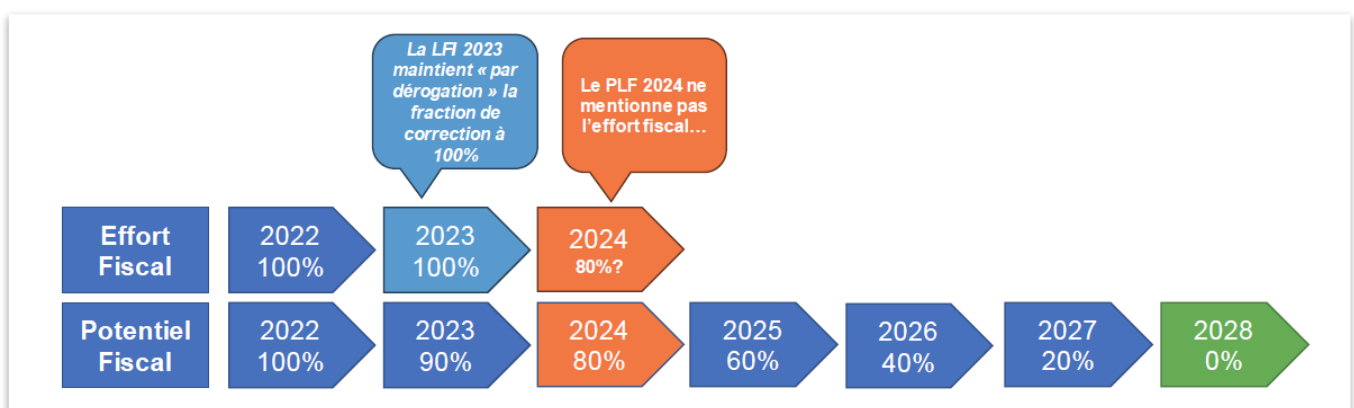 La LFI 2023
maintient « par
dérogation » la
fraction de
correction à
100%
Le PLF 2024 ne
mentionne pas
l’effort fiscal…
Effort
Fiscal
2022
100%
2023
100%
2024
80%?
Potentiel
Fiscal
2022
100%
2023
90%
2024
80%
2025
60%
2026
40%
2027
20%
2028
0%